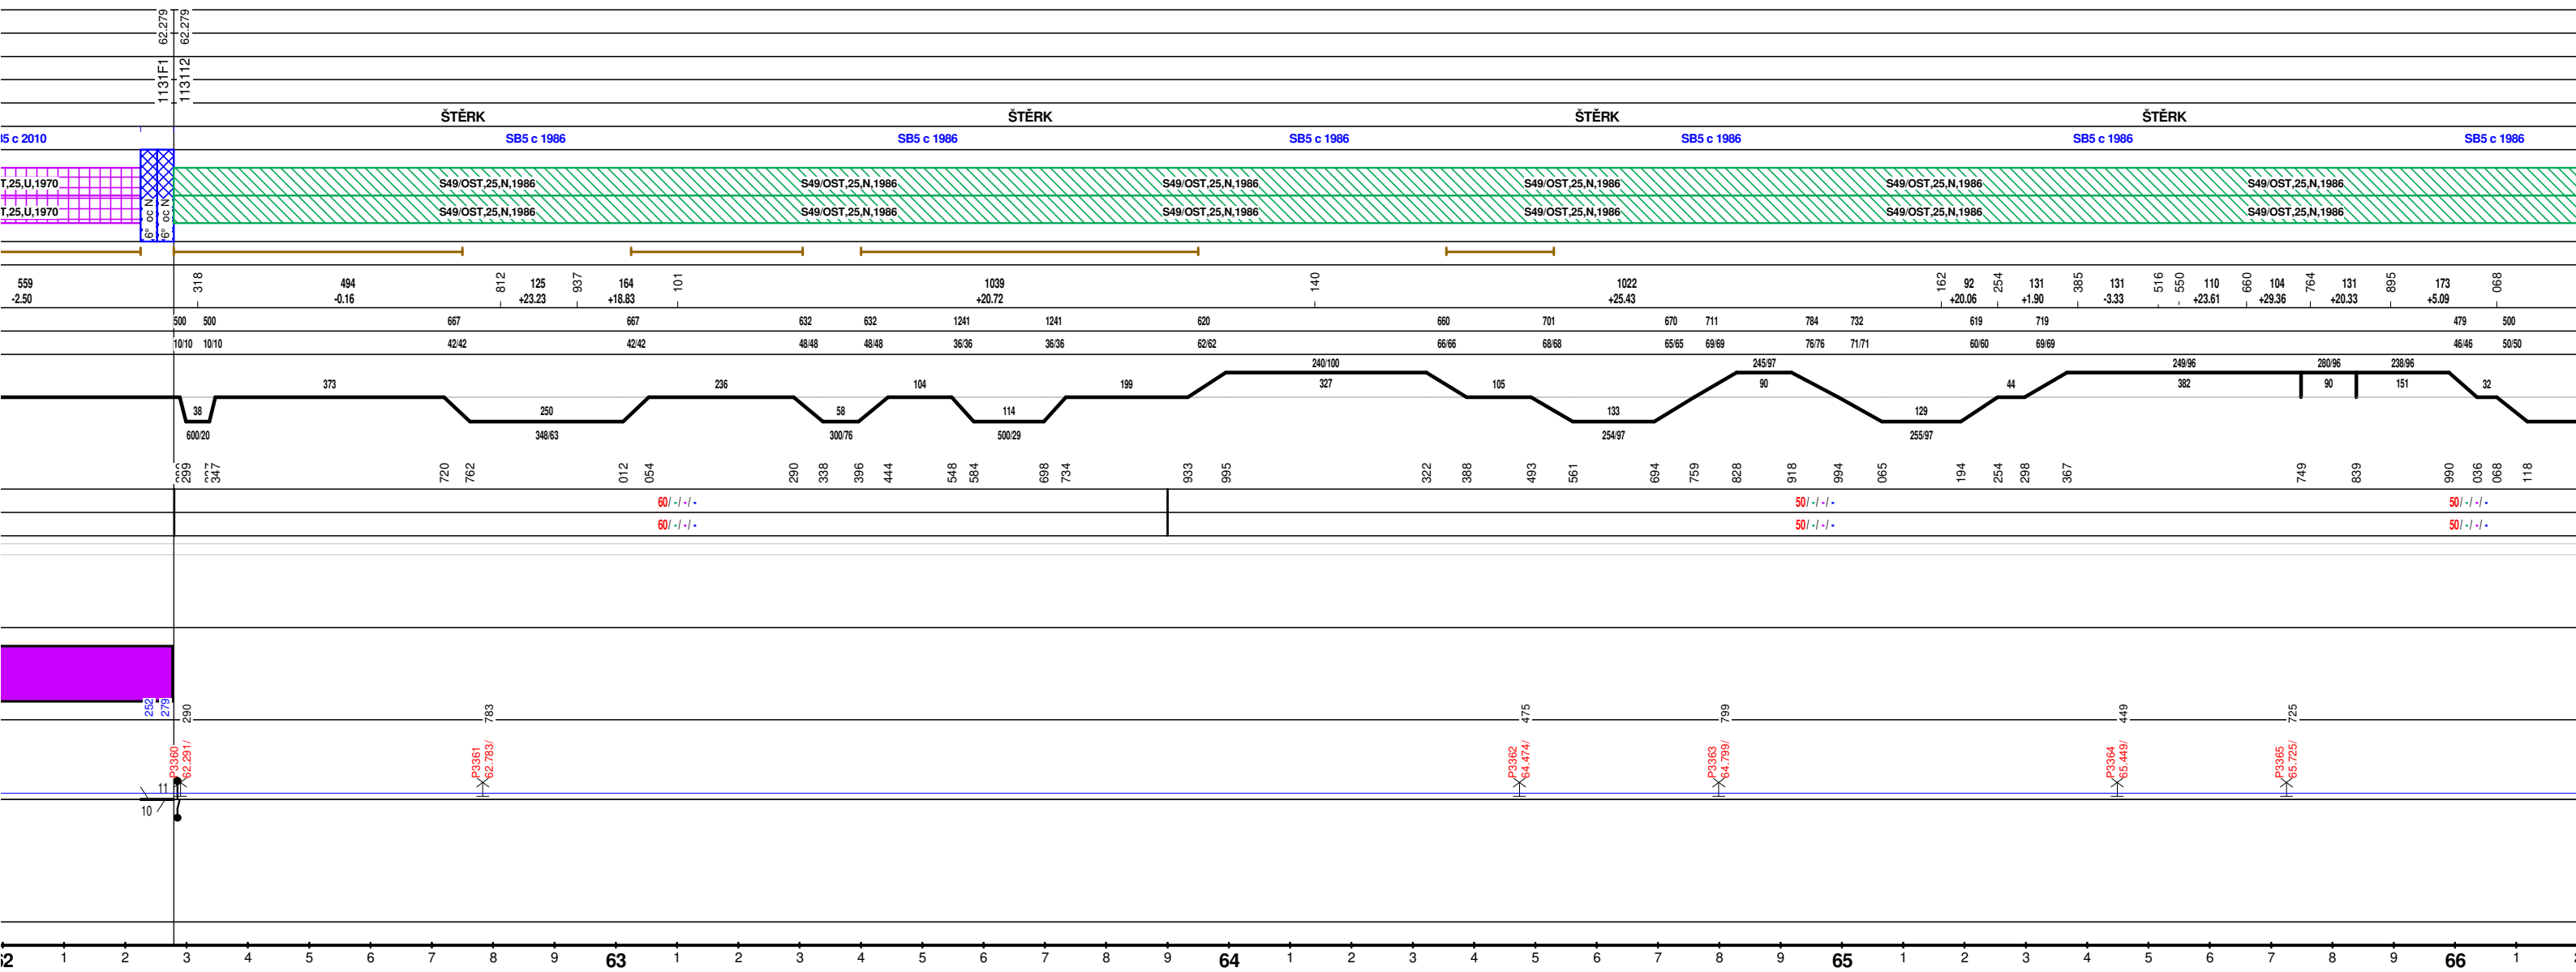 62.279 62.279
1131F1 113112
ŠTĚRK ŠTĚRK ŠTĚRK ŠTĚRK
5 c 2010 SB5 c 1986 SB5 c 1986 SB5 c 1986 SB5 c 1986 SB5 c 1986 SB5 c 1986
T,25,U,1970 S49/OST,25,N,1986 S49/OST,25,N,1986 S49/OST,25,N,1986 S49/OST,25,N,1986 S49/OST,25,N,1986 S49/OST,25,N,1986
T,25,U,1970 6° oc N 6° oc N S49/OST,25,N,1986 S49/OST,25,N,1986 S49/OST,25,N,1986 S49/OST,25,N,1986 S49/OST,25,N,1986 S49/OST,25,N,1986
559 318 494 812 125 937 164 101 1039 140 1022 162 92 254 131 385 131 516 550 110 660 104 764 131 895 173 068
-2.50 -0.16 +23.23 +18.83 +20.72 +25.43 +20.06 +1.90 -3.33 +23.61 +29.36 +20.33 +5.09
500 500 667 667 632 632 1241 1241 620 660 701 670 711 784 732 619 719 479 500
10/10 10/10 42/42 42/42 48/48 48/48 36/36 36/36 62/62 66/66 68/68 65/65 69/69 76/76 71/71 60/60 69/69 46/46 50/50
240/100 245/97 249/96 280/96 238/96
373 236 104 199 327 105 90 44 382 90 151 32
38 250 58 114 133 129
600/20 348/63 300/76 500/29 254/97 255/97
299 347 720 762 012 054 290 338 396 444 548 584 698 734 933 995 322 388 493 561 694 759 828 918 994 065 194 254 298 367 749 839 990 036 068 118
60/ -/ -/ - 50/ -/ -/ - 50/ -/ -/ -
60/ -/ -/ - 50/ -/ -/ - 50/ -/ -/ -
252 279 290 783 475 799 449 725
P3360 62.291/ P3361 62.783/ P3362 64.474/ P3363 64.799/ P3364 65.449/ P3365 65.725/
11
10
62 1 2 3 4 5 6 7 8 9 63 1 2 3 4 5 6 7 8 9 64 1 2 3 4 5 6 7 8 9 65 1 2 3 4 5 6 7 8 9 66 1